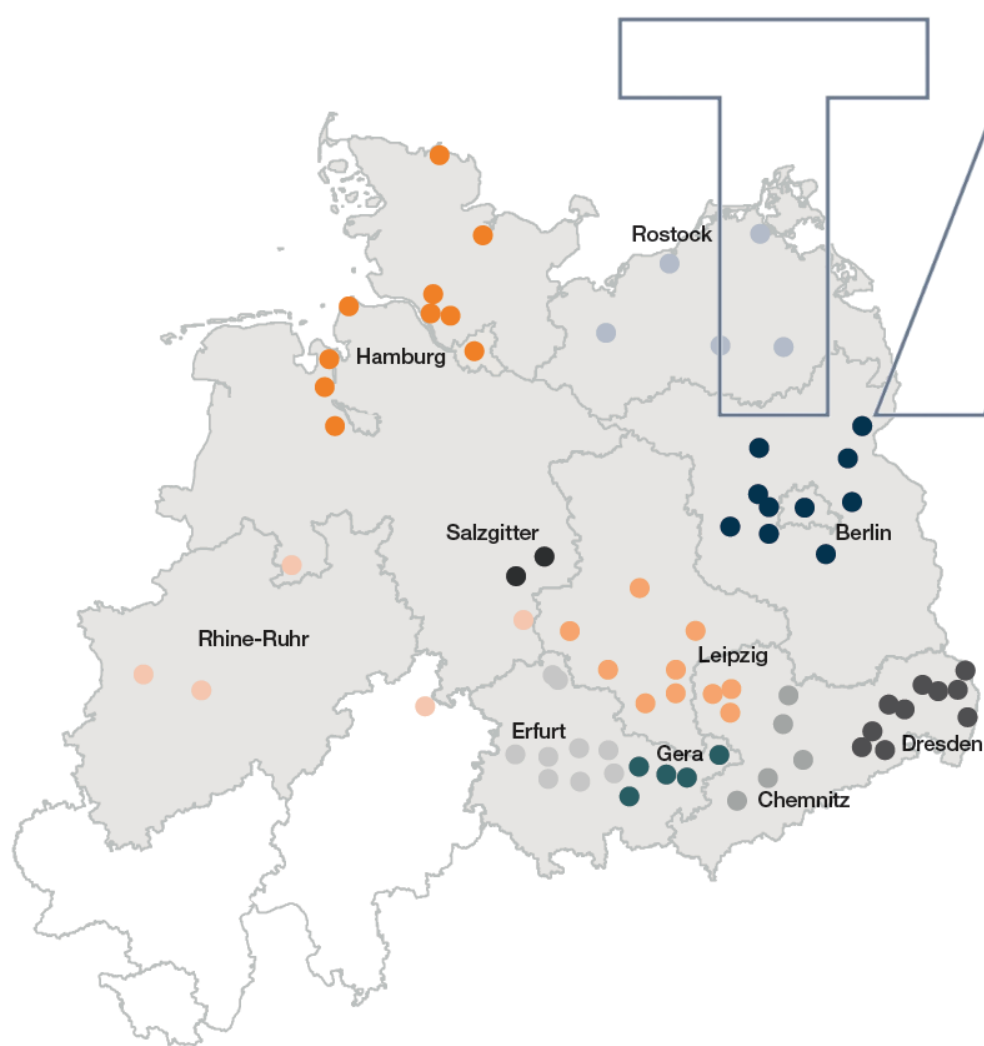 Rostock
Hamburg
Salzgitter
Berlin
Rhine-Ruhr
Leipzig
Erfurt
Gera
Dresden
Chemnitz